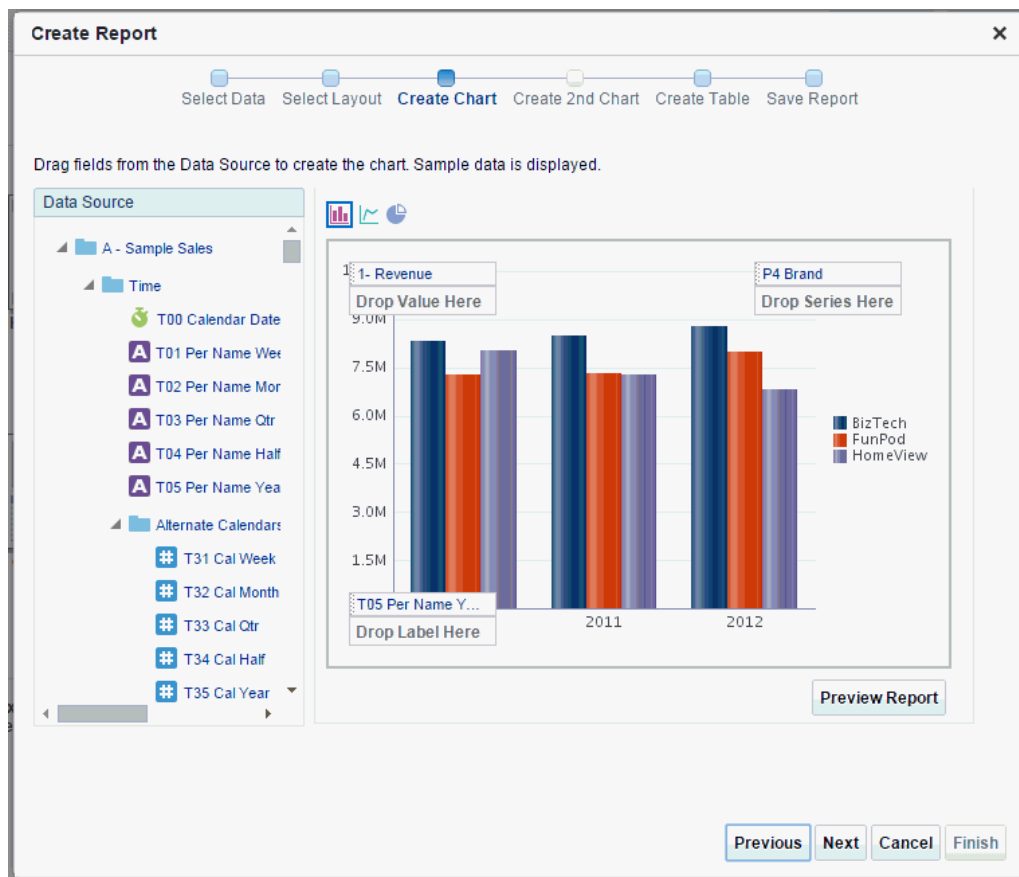 Create Report
Select Data Select Layout Create Chart Create 2nd Chart Create Table Save Report
Drag fields from the Data Source to create the chart. Sample data is displayed.
Data Source
A - Sample Sales
Time
T00 Calendar Date
T01 Per Name Wee
T02 Per Name Mor
T03 Per Name Qtr
T04 Per Name Half
T05 Per Name Yea
Alternate Calendars
T31 Cal Week
T32 Cal Month
T33 Cal Qtr
T34 Cal Half
T35 Cal Year
1- Revenue
Drop Value Here
P4 Brand
Drop Series Here
9.0M
7.5M
6.0M
4.5M
3.0M
1.5M
BizTech
FunPod
HomeView
T05 Per Name Y...
Drop Label Here
2011
2012
Preview Report
Previous Next Cancel Finish